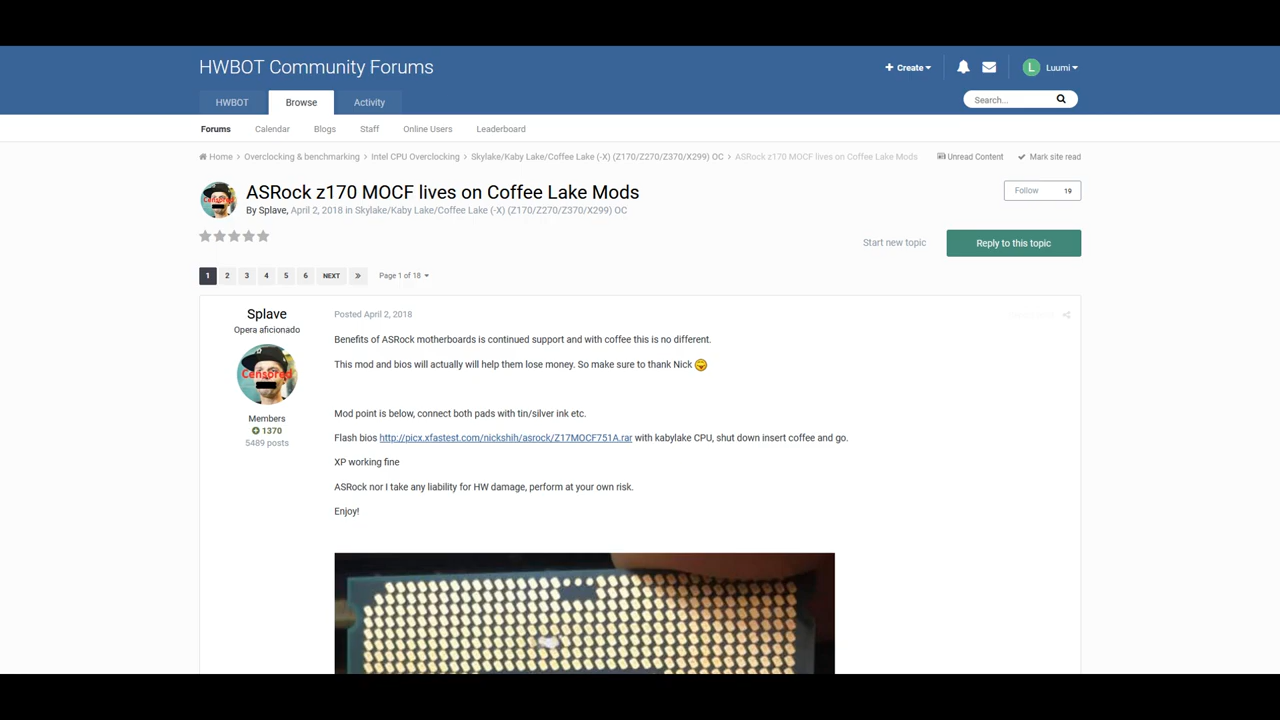 HWBOT Community Forums
Create
L
Luumi
HWBOT
Browse
Activity
Search...
Forums
Calendar
Blogs
Staff
Online Users
Leaderboard
Home > Overclocking & benchmarking > Intel CPU Overclocking > Skylake/Kaby Lake/Coffee Lake (-X) (Z170/Z270/Z370/X299) OC > ASRock z170 MOCF lives on Coffee Lake Mods
Unread Content
Mark site read
Censored
ASRock z170 MOCF lives on Coffee Lake Mods
By Splave, April 2, 2018 in Skylake/Kaby Lake/Coffee Lake (-X) (Z170/Z270/Z370/X299) OC
Follow 19
Start new topic
Reply to this topic
1 2 3 4 5 6 NEXT » Page 1 of 18
Splave
Opera aficionado
Censored
Members
1370
5489 posts
Posted April 2, 2018
Benefits of ASRock motherboards is continued support and with coffee this is no different.
This mod and bios will actually will help them lose money. So make sure to thank Nick
Mod point is below, connect both pads with tin/silver ink etc.
Flash bios http://picx.xfastest.com/nickshih/asrock/Z17MOCF751A.rar with kabylake CPU, shut down insert coffee and go.
XP working fine
ASRock nor I take any liability for HW damage, perform at your own risk.
Enjoy!